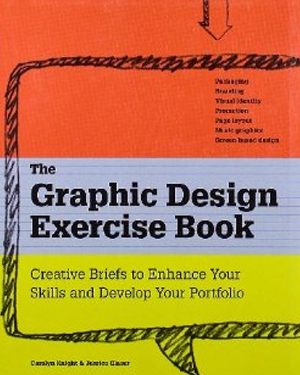 Packaging
Branding
Visual identity
Promotion
Page layout
Music graphics
Screen-based design
The
Graphic Design
Exercise Book
Creative Briefs to Enhance Your
Skills and Develop Your Portfolio
Carolyn Knight & Jessica Glaser